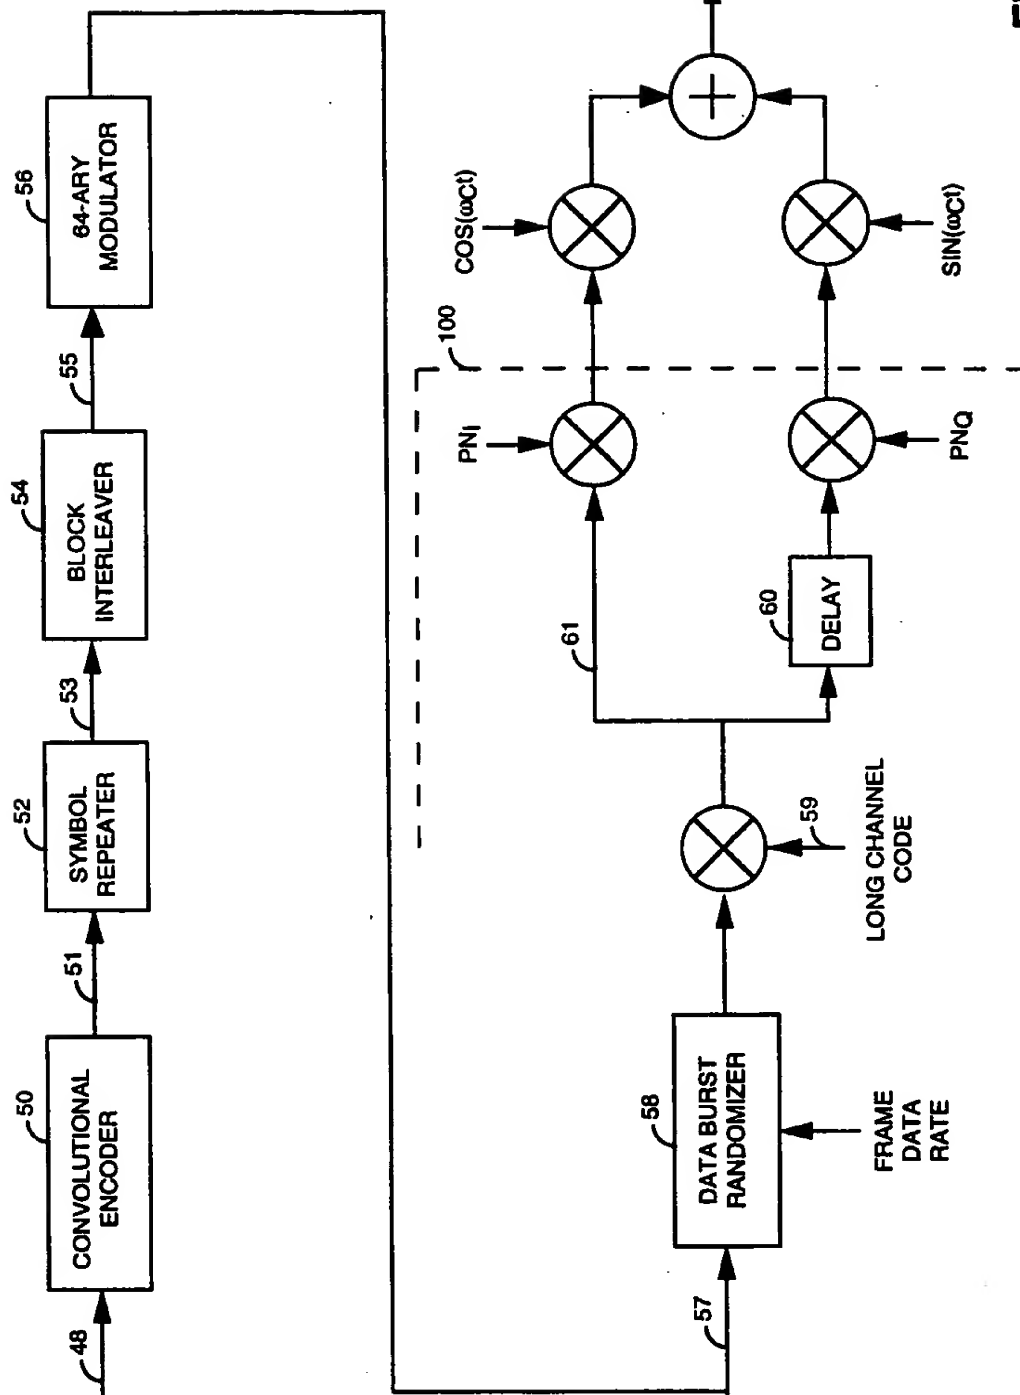 48
50
CONVOLUTIONAL
ENCODER
51
52
SYMBOL
REPEATER
53
54
BLOCK
INTERLEAVER
55
56
64-ARY
MODULATOR
57
58
DATA BURST
RANDOMIZER
FRAME
DATA
RATE
59
LONG CHANNEL
CODE
61
60
DELAY
100
PNI
PNQ
COS(ωCt)
SIN(ωCt)